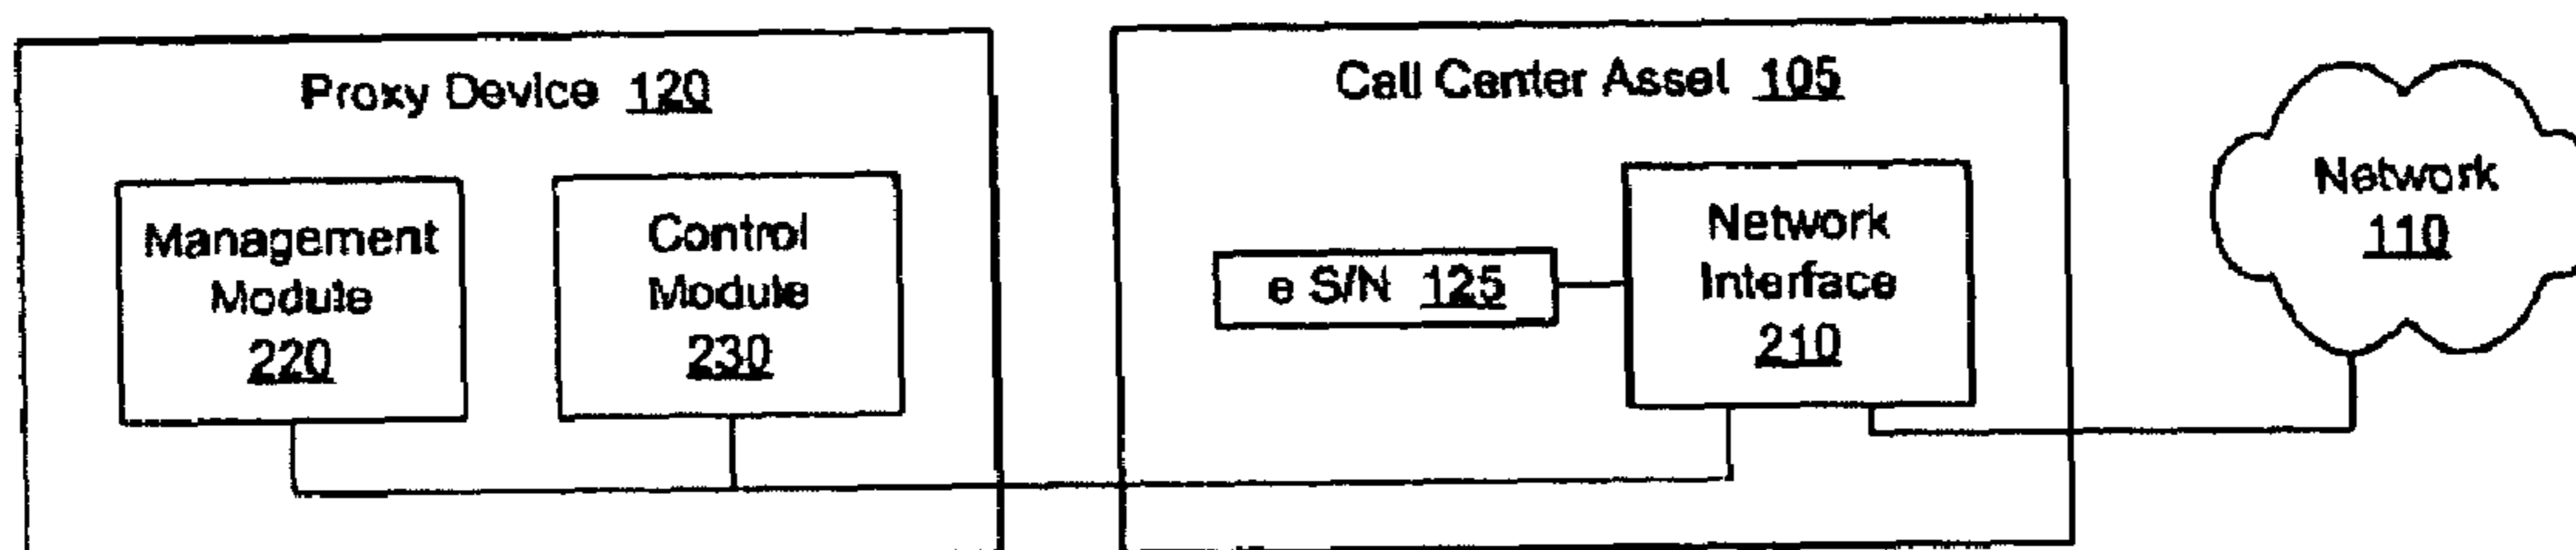 Proxy Device 120
Management
Module
220
Control
Module
230
Call Center Asset 105
e S/N 125
Network
Interface
210
Network
110